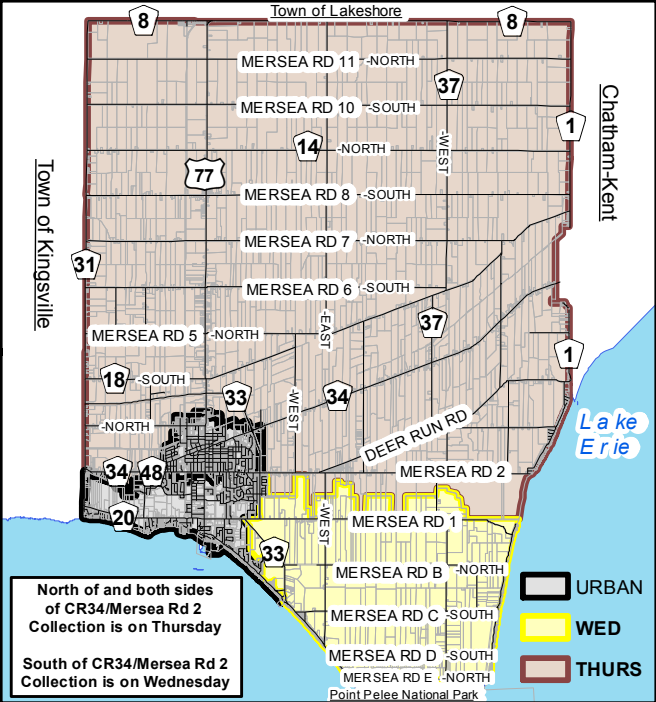 Town of Lakeshore
8
8
MERSEA RD 11 -NORTH
37
MERSEA RD 10 -SOUTH
Chatham-Kent
1
14
-NORTH
-WEST
Town of Kingsville
77
MERSEA RD 8 -SOUTH
MERSEA RD 7 -NORTH
31
MERSEA RD 6 -SOUTH
-EAST
37
MERSEA RD 5 -NORTH
1
18
-SOUTH
33
34
-WEST
Lake
Erie
-NORTH
DEER RUN RD
34
48
MERSEA RD 2
20
-WEST
MERSEA RD 1
33
MERSEA RD B -NORTH
MERSEA RD C -SOUTH
MERSEA RD D -SOUTH
MERSEA RD E -NORTH
Point Pelee National Park
North of and both sides
of CR34/Mersea Rd 2
Collection is on Thursday
South of CR34/Mersea Rd 2
Collection is on Wednesday
URBAN
WED
THURS